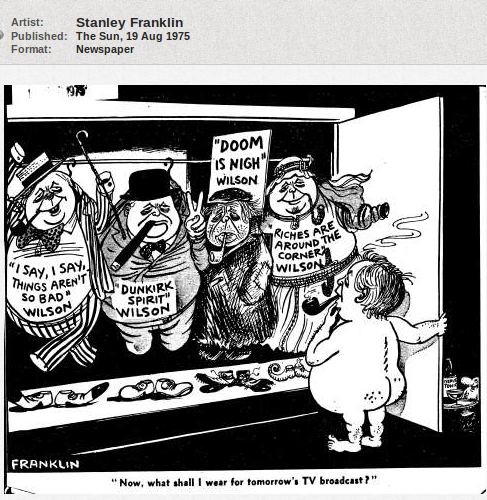 Artist: Stanley Franklin
Published: The Sun, 19 Aug 1975
Format: Newspaper
1975
"I SAY, I SAY,
THINGS AREN'T
SO BAD"
WILSON
"DUNKIRK
SPIRIT"
WILSON
"DOOM
IS NIGH"
WILSON
"RICHES ARE
AROUND THE
CORNER"
WILSON
FRANKLIN
"Now, what shall I wear for tomorrow's TV broadcast?"